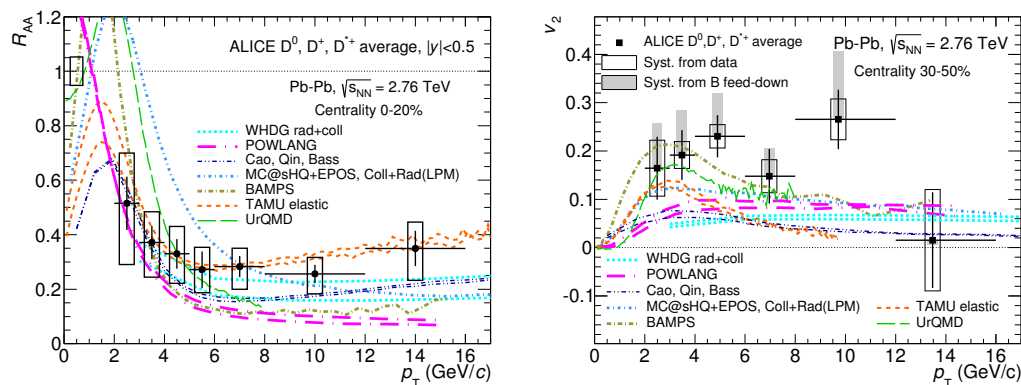 R_AA
1.2
1
0.8
0.6
0.4
0.2
0
ALICE D⁰, D⁺, D*⁺ average, |y|<0.5
Pb-Pb, √s_NN = 2.76 TeV
Centrality 0-20%
WHDG rad+coll
POWLANG
Cao, Qin, Bass
MC@sHQ+EPOS, Coll+Rad(LPM)
BAMPS
TAMU elastic
UrQMD
0 2 4 6 8 10 12 14 16
p_T (GeV/c)
v₂
0.4
0.3
0.2
0.1
0
-0.1
ALICE D⁰,D⁺, D*⁺ average
Syst. from data
Syst. from B feed-down
Pb-Pb, √s_NN = 2.76 TeV
Centrality 30-50%
WHDG rad+coll
POWLANG
Cao, Qin, Bass
MC@sHQ+EPOS, Coll+Rad(LPM)
BAMPS
TAMU elastic
UrQMD
0 2 4 6 8 10 12 14 16
p_T (GeV/c)